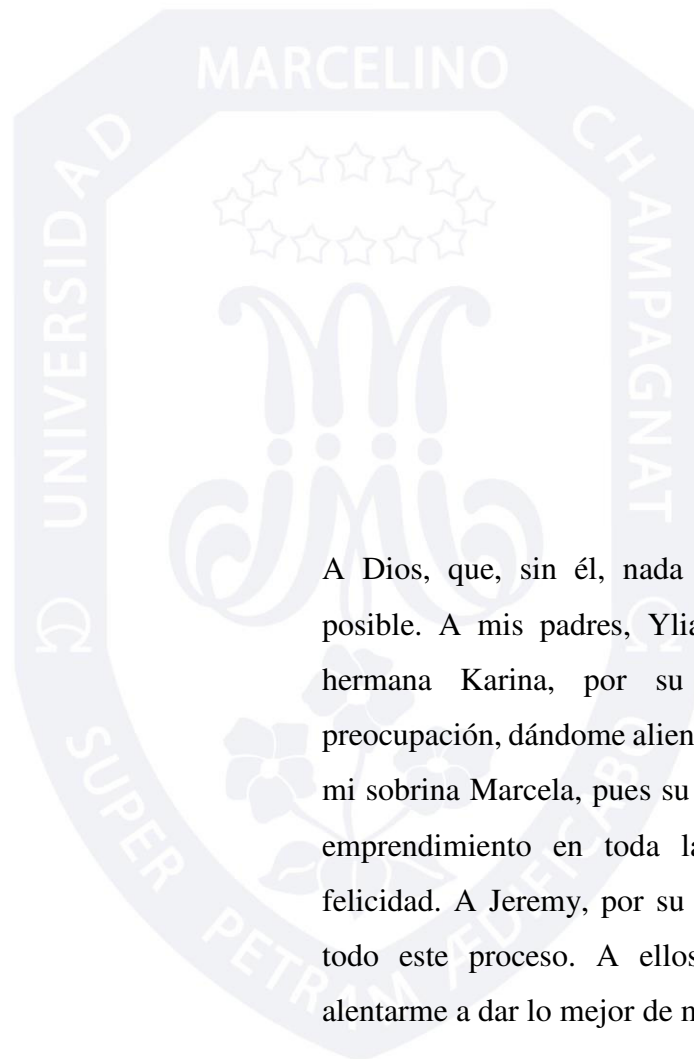 UNIVERSIDAD MARCELINO CHAMPAGNAT
SUPER PETRAM ÆDIFICABO
A Dios, que, sin él, nada
posible. A mis padres, Ylia
hermana Karina, por su
preocupación, dándome alien
mi sobrina Marcela, pues su
emprendimiento en toda la
felicidad. A Jeremy, por su
todo este proceso. A ellos
alentarme a dar lo mejor de m